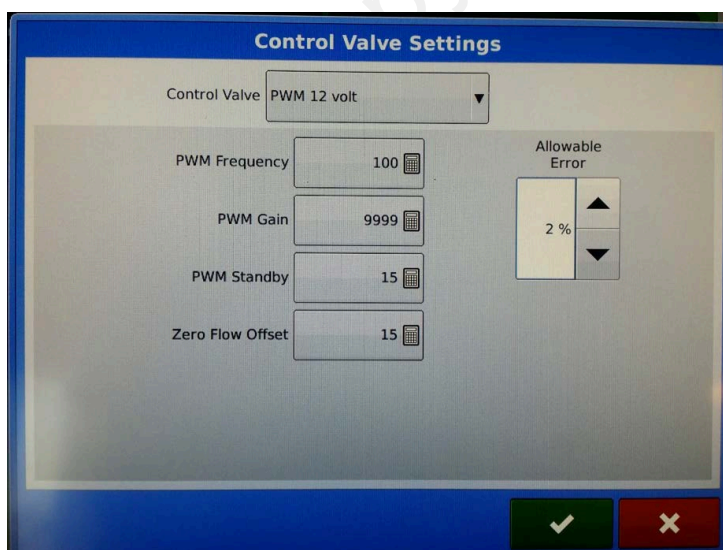 Control Valve Settings
Control Valve PWM 12 volt
PWM Frequency 100
Allowable
Error
PWM Gain 9999
2 %
PWM Standby 15
Zero Flow Offset 15